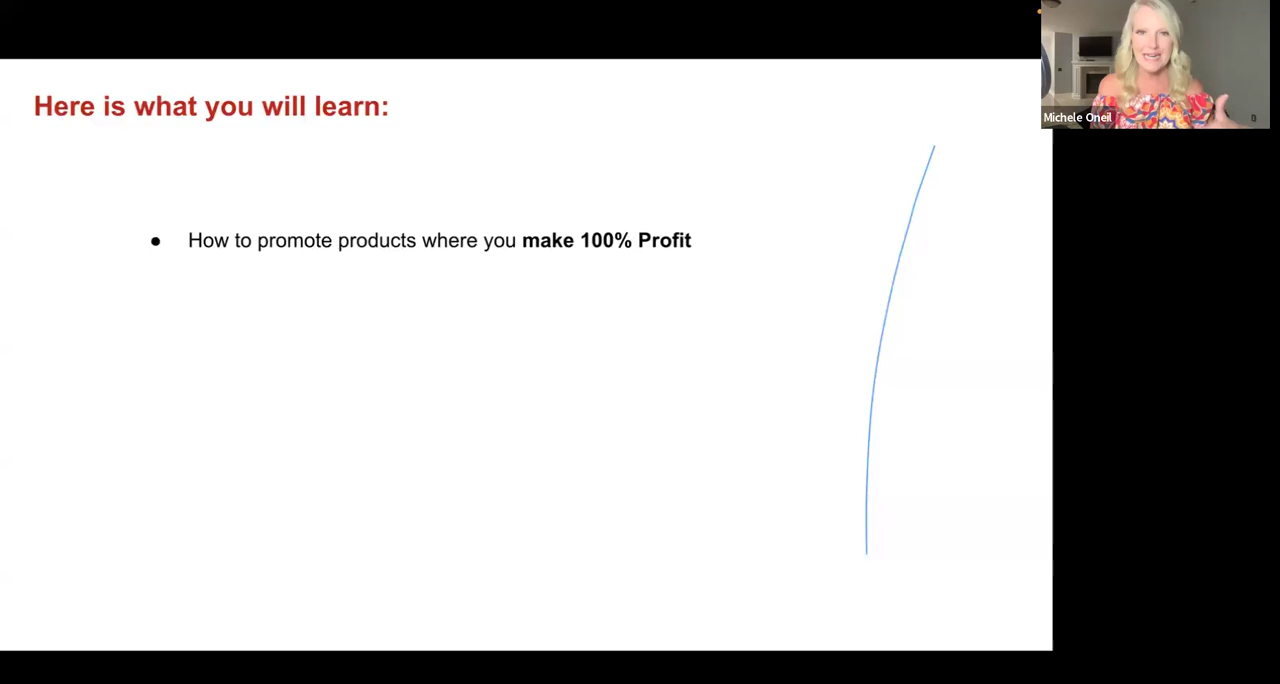 Here is what you will learn:
Michele Oneil
● How to promote products where you make 100% Profit